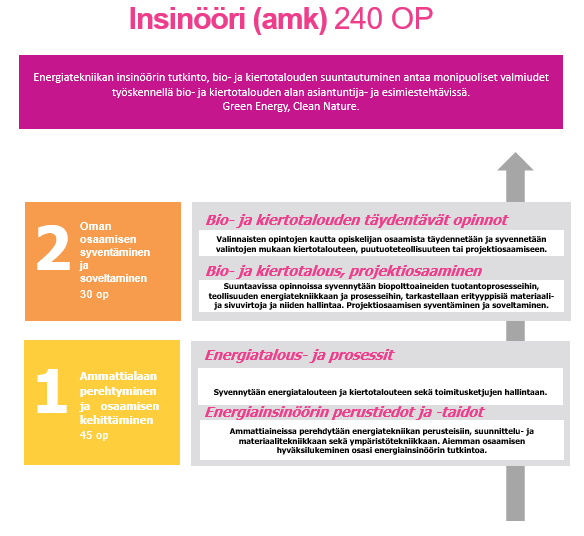 Insinööri (amk) 240 OP
Energiatekniikan insinöörin tutkinto, bio- ja kiertotalouden suuntautuminen antaa monipuoliset valmiudet
työskennellä bio- ja kiertotalouden alan asiantuntija- ja esimiestehtävissä.
Green Energy, Clean Nature.
2
Oman
osaamisen
syventäminen
ja
soveltaminen
30 op
Bio- ja kiertotalouden täydentävät opinnot
Valinnaisten opintojen kautta opiskelijan osaamista täydennetään ja syvennetään
valintojen mukaan kiertotalouteen, puutuoteteollisuuteen tai projektiosaamiseen.
Bio- ja kiertotalous, projektiosaaminen
Suuntaavissa opinnoissa syvennytään biopolttoaineiden tuotantoprosesseihin,
teollisuuden energiatekniikkaan ja prosesseihin, tarkastellaan erityyppisiä materiaali-
ja sivuvirtoja ja niiden hallintaa. Projektiosaamisen syventäminen ja soveltaminen.
1
Ammattialaan
perehtyminen
ja osaamisen
kehittäminen
45 op
Energiatalous- ja prosessit
Syvennytään energiatalouteen ja kiertotalouteen sekä toimitusketjujen hallintaan.
Energiainsinöörin perustiedot ja -taidot
Ammattiaineissa perehdytään energiatekniikan perusteisiin, suunnittelu- ja
materiaalitekniikkaan sekä ympäristötekniikkaan. Aiemman osaamisen
hyväksilukeminen osasi energiainsinöörin tutkintoa.